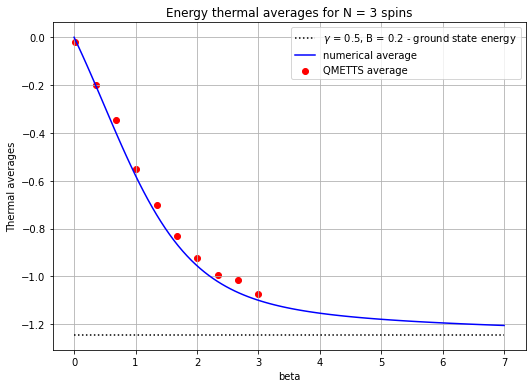 Energy thermal averages for N = 3 spins
γ = 0.5, B = 0.2 - ground state energy
numerical average
QMETTS average
Thermal averages
0.0
−0.2
−0.4
−0.6
−0.8
−1.0
−1.2
0 1 2 3 4 5 6 7
beta